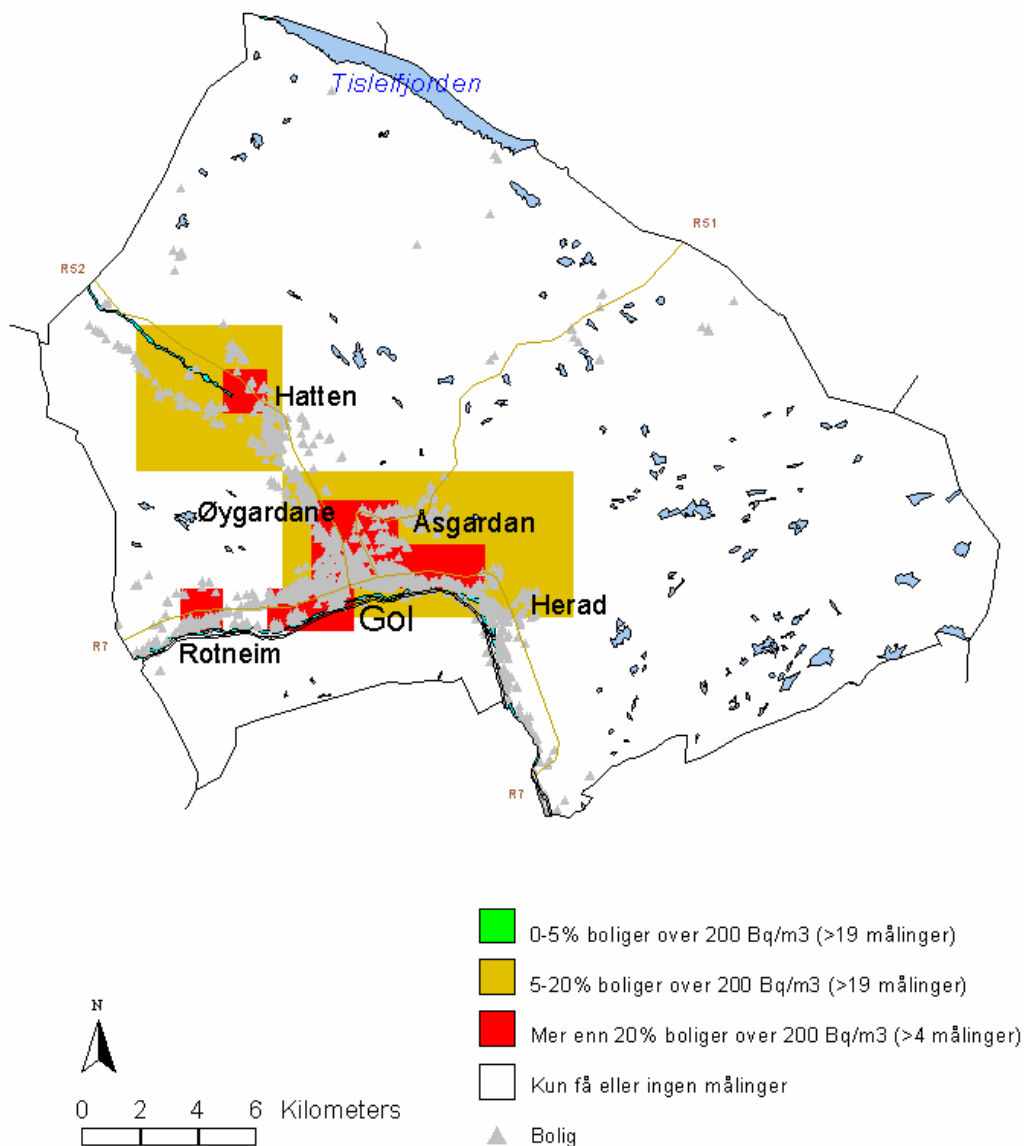 Tisleifjorden
R51
R52
Hatten
Øygardane
Åsgardan
Herad
Gol
R7
Rotneim
R7
0-5% boliger over 200 Bq/m3 (>19 målinger)
5-20% boliger over 200 Bq/m3 (>19 målinger)
N
Mer enn 20% boliger over 200 Bq/m3 (>4 målinger)
Kun få eller ingen målinger
0 2 4 6 Kilometers
Bolig